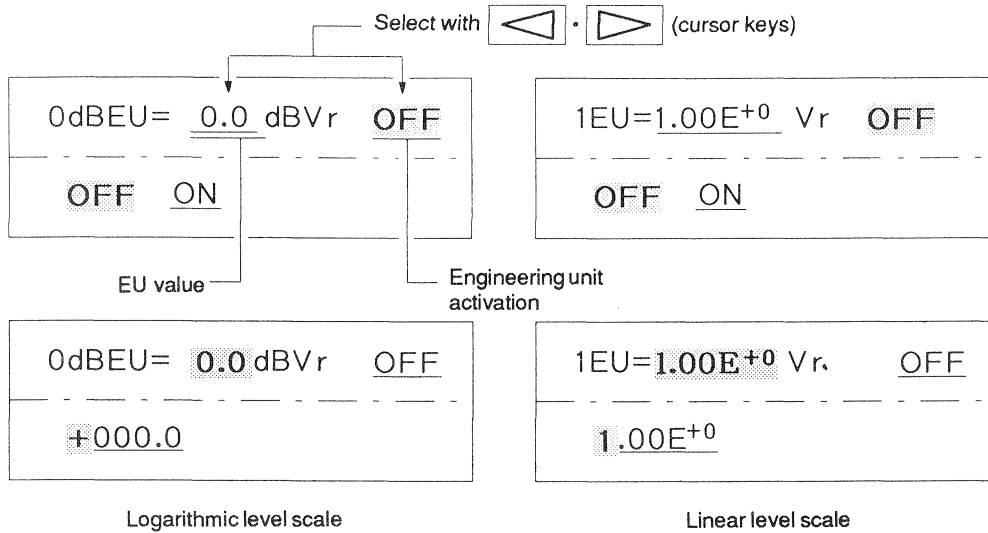 Select with ◁ · ▷ (cursor keys)
0dBEU= 0.0 dBVr OFF
OFF ON
1EU=1.00E+0 Vr OFF
OFF ON
EU value
Engineering unit
activation
0dBEU= 0.0 dBVr OFF
+000.0
1EU=1.00E+0 Vr. OFF
1.00E+0
Logarithmic level scale
Linear level scale